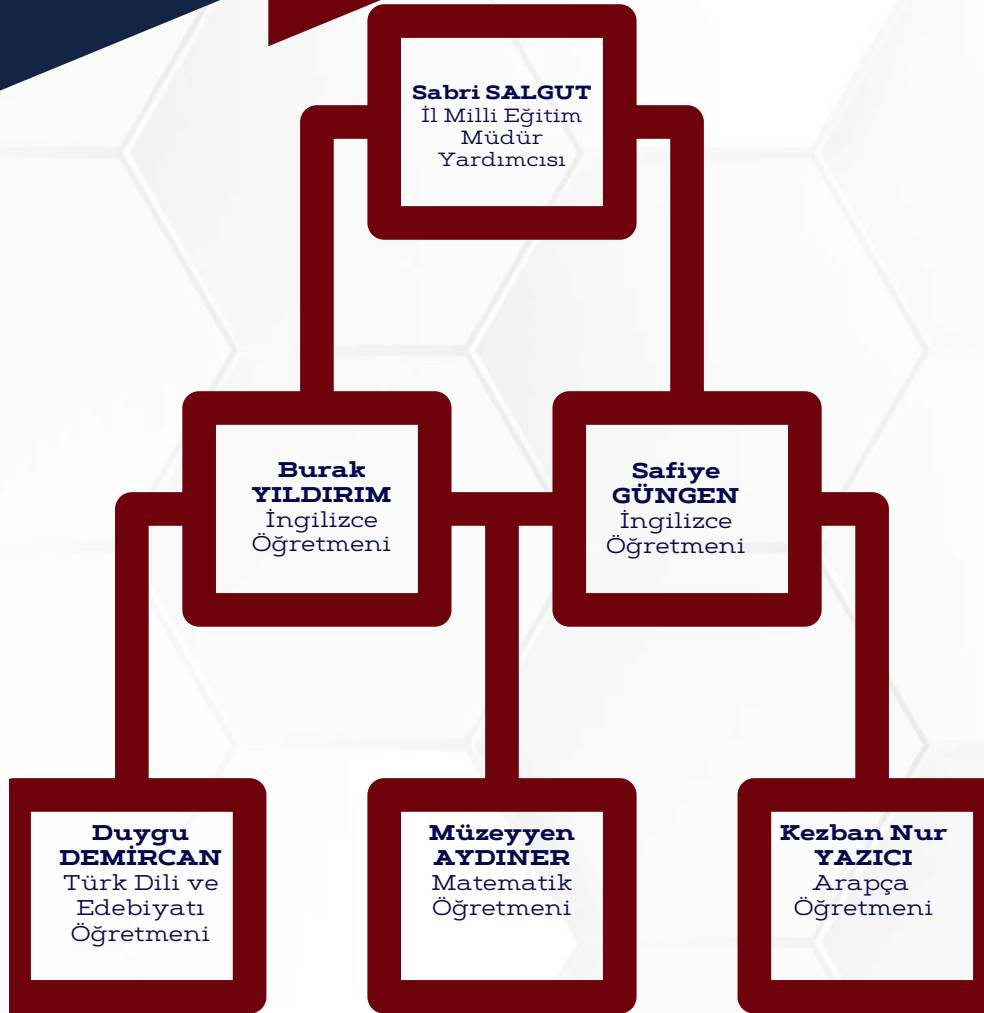 Sabri SALGUT
İl Milli Eğitim
Müdür
Yardımcısı
Burak
YILDIRIM
İngilizce
Öğretmeni
Safiye
GÜNGEN
İngilizce
Öğretmeni
Duygu
DEMİRCAN
Türk Dili ve
Edebiyatı
Öğretmeni
Müzeyyen
AYDINER
Matematik
Öğretmeni
Kezban Nur
YAZICI
Arapça
Öğretmeni